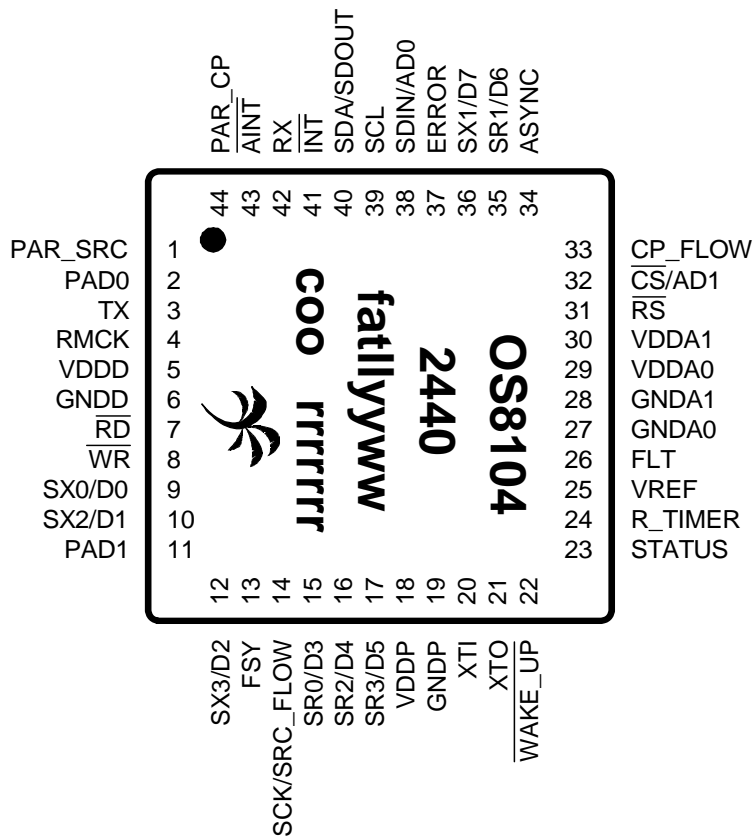 PAR_CP
AINT
RX
INT
SDA/SDOUT
SCL
SDIN/AD0
ERROR
SX1/D7
SR1/D6
ASYNC
44
43
42
41
40
39
38
37
36
35
34
PAR_SRC 1
PAD0 2
TX 3
RMCK 4
VDDD 5
GNDD 6
RD 7
WR 8
SX0/D0 9
SX2/D1 10
PAD1 11
OS8104
2440
fatllyyww
coo rrrrrrr
33 CP_FLOW
32 CS/AD1
31 RS
30 VDDA1
29 VDDA0
28 GNDA1
27 GNDA0
26 FLT
25 VREF
24 R_TIMER
23 STATUS
12
13
14
15
16
17
18
19
20
21
22
SX3/D2
FSY
SCK/SRC_FLOW
SR0/D3
SR2/D4
SR3/D5
VDDP
GNDP
XTI
XTO
WAKE_UP